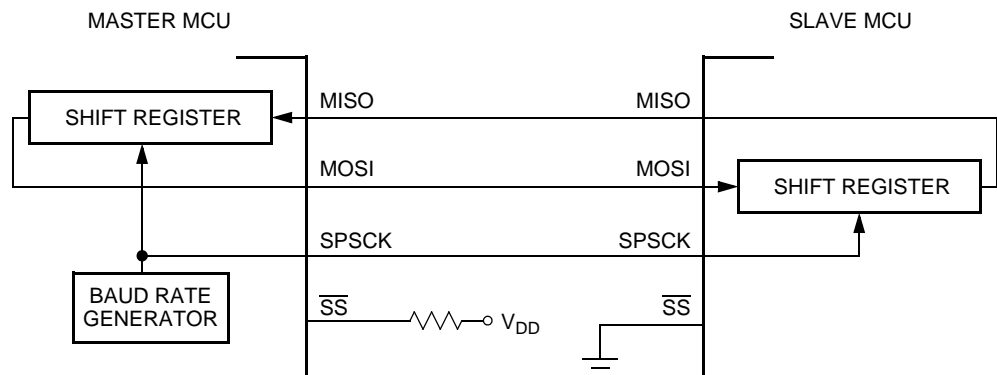 MASTER MCU
SLAVE MCU
SHIFT REGISTER
MISO
MISO
MOSI
MOSI
SHIFT REGISTER
SPSCK
SPSCK
BAUD RATE
GENERATOR
SS
VDD
SS